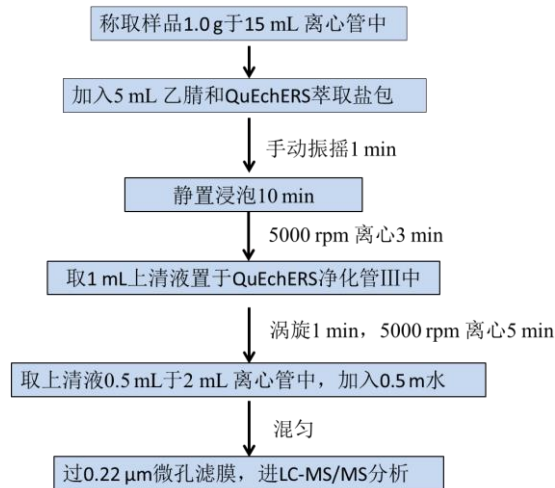 称取样品1.0 g于15 mL 离心管中
加入5 mL 乙腈和QuEchERS萃取盐包
手动振摇1 min
静置浸泡10 min
5000 rpm 离心3 min
取1 mL上清液置于QuEchERS净化管III中
涡旋1 min，5000 rpm 离心5 min
取上清液0.5 mL于2 mL 离心管中，加入0.5 m水
混匀
过0.22 μm微孔滤膜，进LC-MS/MS分析